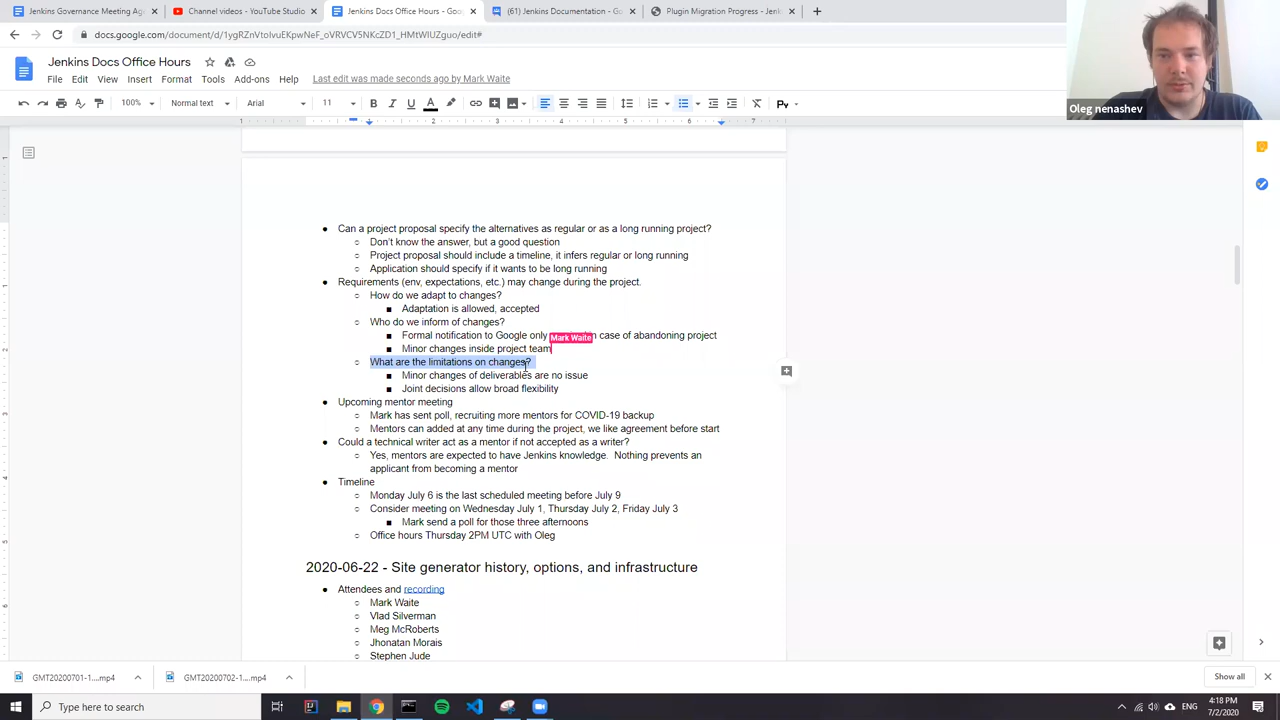 Jenkins Governance Meeting Ag
Channel videos - YouTube Studio
Jenkins Docs Office Hours - Goo
(61) Jenkins Documentation - G
Plugin Migration Progress - Jenk
docs.google.com/document/d/1ygRZnVtolvuEKpwNeF_oVRVCV5NKcZD1_HMtWIUZguo/edit#
Oleg nenashev
Jenkins Docs Office Hours
File Edit View Insert Format Tools Add-ons Help Last edit was made seconds ago by Mark Waite
100% Normal text Arial 11
Can a project proposal specify the alternatives as regular or as a long running project?
Don't know the answer, but a good question
Project proposal should include a timeline, it infers regular or long running
Application should specify if it wants to be long running
Requirements (env, expectations, etc.) may change during the project.
How do we adapt to changes?
Adaptation is allowed, accepted
Who do we inform of changes?
Formal notification to Google only in case of abandoning project
Mark Waite
Minor changes inside project team
What are the limitations on changes?
Minor changes of deliverables are no issue
Joint decisions allow broad flexibility
Upcoming mentor meeting
Mark has sent poll, recruiting more mentors for COVID-19 backup
Mentors can added at any time during the project, we like agreement before start
Could a technical writer act as a mentor if not accepted as a writer?
Yes, mentors are expected to have Jenkins knowledge. Nothing prevents an
applicant from becoming a mentor
Timeline
Monday July 6 is the last scheduled meeting before July 9
Consider meeting on Wednesday July 1, Thursday July 2, Friday July 3
Mark send a poll for those three afternoons
Office hours Thursday 2PM UTC with Oleg
2020-06-22 - Site generator history, options, and infrastructure
Attendees and recording
Mark Waite
Vlad Silverman
Meg McRoberts
Jhonatan Morais
Stephen Jude
GMT20200701-1....mp4
GMT20200702-1....mp4
Show all
Type here to search
ENG
4:18 PM
7/2/2020